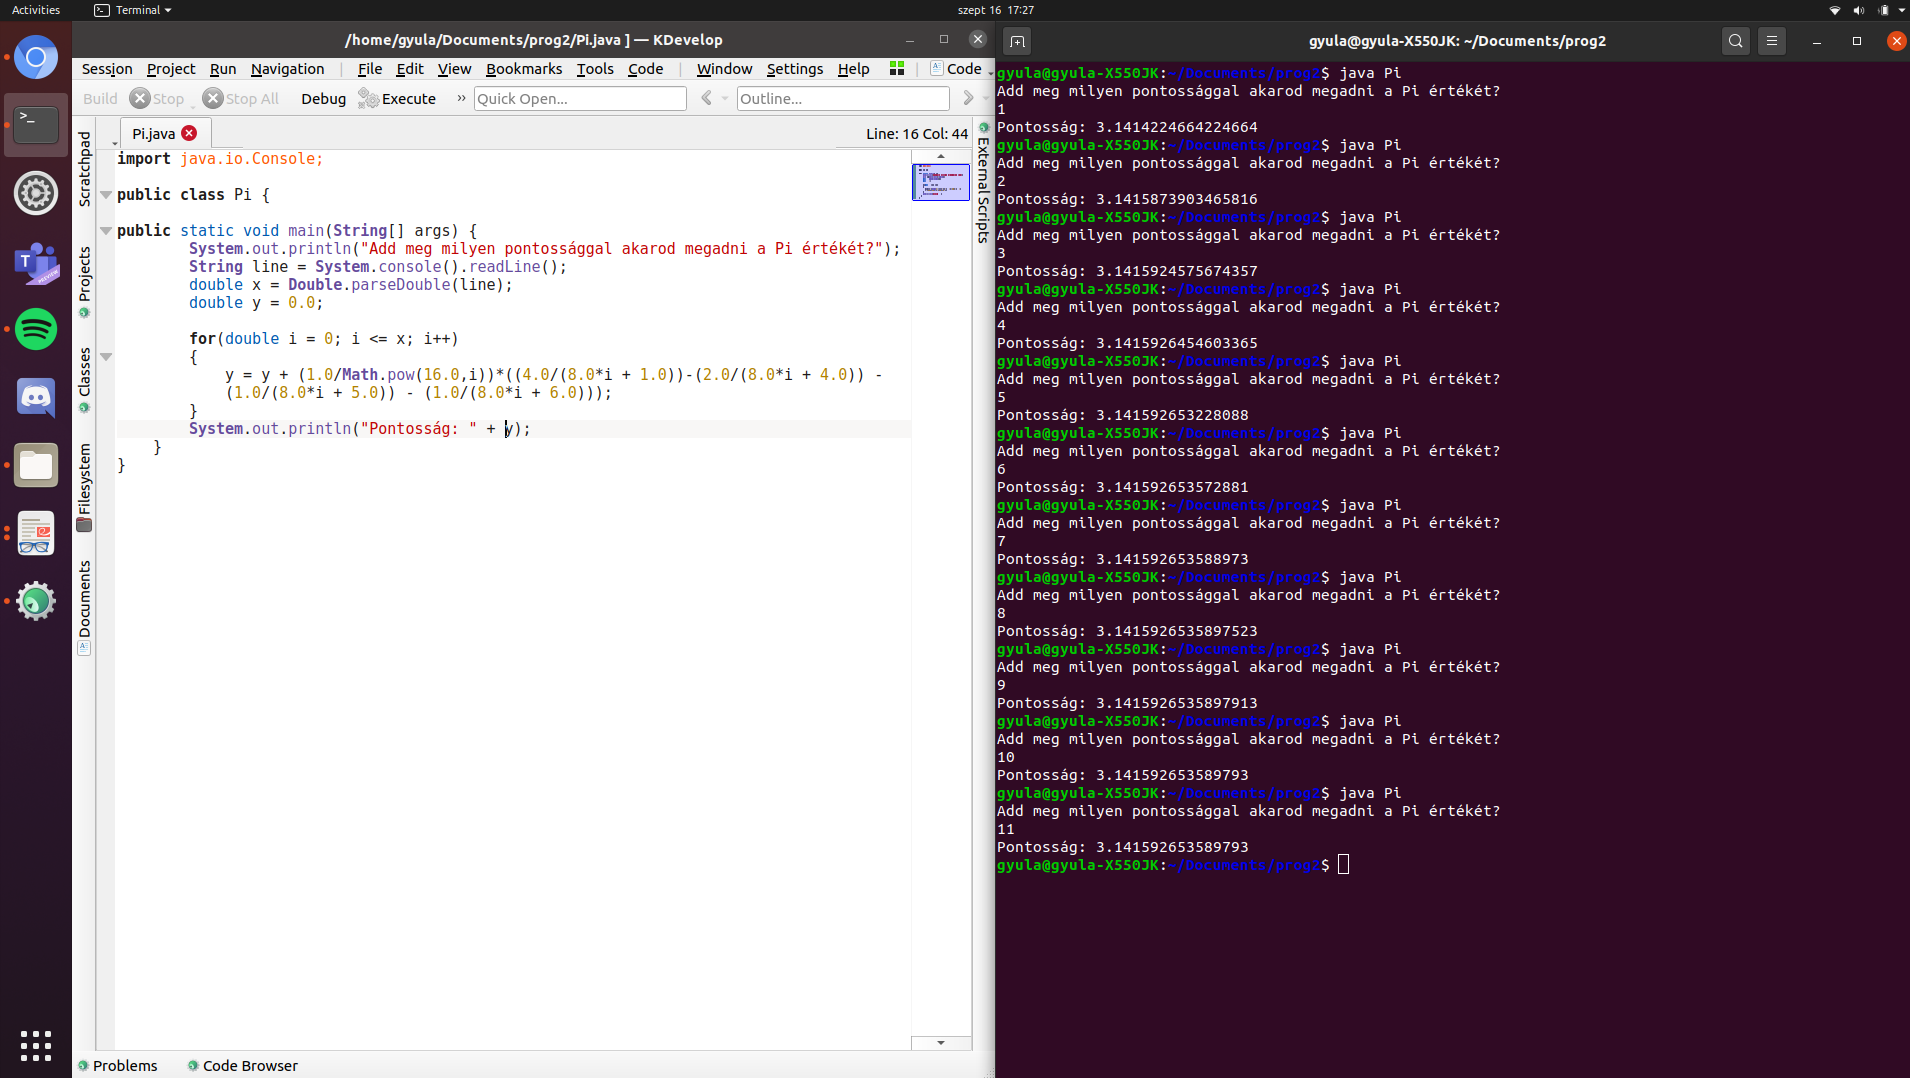 Activities
Terminal
szept 16 17:27
/home/gyula/Documents/prog2/Pi.java ] — KDevelop
Session Project Run Navigation | File Edit View Bookmarks Tools Code | Window Settings Help | Code
Build Stop Stop All Debug Execute » Quick Open... Outline...
Pi.java
Line: 16 Col: 44
Scratchpad
Projects
Classes
Filesystem
Documents
External Scripts
import java.io.Console;
public class Pi {
public static void main(String[] args) {
System.out.println("Add meg milyen pontossággal akarod megadni a Pi értékét?");
String line = System.console().readLine();
double x = Double.parseDouble(line);
double y = 0.0;
for(double i = 0; i <= x; i++)
{
y = y + (1.0/Math.pow(16.0,i))*((4.0/(8.0*i + 1.0))-(2.0/(8.0*i + 4.0)) -
(1.0/(8.0*i + 5.0)) - (1.0/(8.0*i + 6.0)));
}
System.out.println("Pontosság: " + y);
}
}
Problems
Code Browser
gyula@gyula-X550JK: ~/Documents/prog2
gyula@gyula-X550JK:~/Documents/prog2$ java Pi
Add meg milyen pontossággal akarod megadni a Pi értékét?
1
Pontosság: 3.1414224664224664
gyula@gyula-X550JK:~/Documents/prog2$ java Pi
Add meg milyen pontossággal akarod megadni a Pi értékét?
2
Pontosság: 3.1415873903465816
gyula@gyula-X550JK:~/Documents/prog2$ java Pi
Add meg milyen pontossággal akarod megadni a Pi értékét?
3
Pontosság: 3.1415924575674357
gyula@gyula-X550JK:~/Documents/prog2$ java Pi
Add meg milyen pontossággal akarod megadni a Pi értékét?
4
Pontosság: 3.1415926454603365
gyula@gyula-X550JK:~/Documents/prog2$ java Pi
Add meg milyen pontossággal akarod megadni a Pi értékét?
5
Pontosság: 3.141592653228088
gyula@gyula-X550JK:~/Documents/prog2$ java Pi
Add meg milyen pontossággal akarod megadni a Pi értékét?
6
Pontosság: 3.141592653572881
gyula@gyula-X550JK:~/Documents/prog2$ java Pi
Add meg milyen pontossággal akarod megadni a Pi értékét?
7
Pontosság: 3.141592653588973
gyula@gyula-X550JK:~/Documents/prog2$ java Pi
Add meg milyen pontossággal akarod megadni a Pi értékét?
8
Pontosság: 3.1415926535897523
gyula@gyula-X550JK:~/Documents/prog2$ java Pi
Add meg milyen pontossággal akarod megadni a Pi értékét?
9
Pontosság: 3.1415926535897913
gyula@gyula-X550JK:~/Documents/prog2$ java Pi
Add meg milyen pontossággal akarod megadni a Pi értékét?
10
Pontosság: 3.141592653589793
gyula@gyula-X550JK:~/Documents/prog2$ java Pi
Add meg milyen pontossággal akarod megadni a Pi értékét?
11
Pontosság: 3.141592653589793
gyula@gyula-X550JK:~/Documents/prog2$